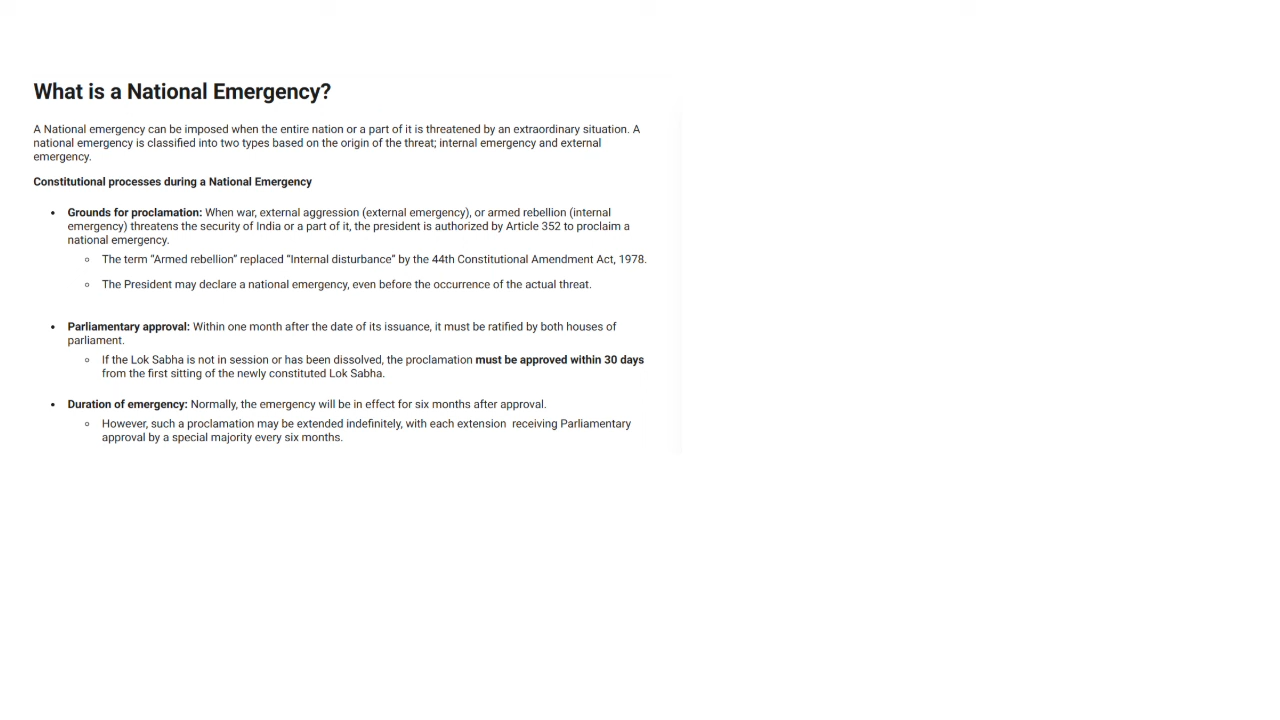 What is a National Emergency?
A National emergency can be imposed when the entire nation or a part of it is threatened by an extraordinary situation. A
national emergency is classified into two types based on the origin of the threat; internal emergency and external
emergency.
Constitutional processes during a National Emergency
• Grounds for proclamation: When war, external aggression (external emergency), or armed rebellion (internal
emergency) threatens the security of India or a part of it, the president is authorized by Article 352 to proclaim a
national emergency.
◦ The term “Armed rebellion” replaced “Internal disturbance” by the 44th Constitutional Amendment Act, 1978.
◦ The President may declare a national emergency, even before the occurrence of the actual threat.
• Parliamentary approval: Within one month after the date of its issuance, it must be ratified by both houses of
parliament.
◦ If the Lok Sabha is not in session or has been dissolved, the proclamation must be approved within 30 days
from the first sitting of the newly constituted Lok Sabha.
• Duration of emergency: Normally, the emergency will be in effect for six months after approval.
◦ However, such a proclamation may be extended indefinitely, with each extension  receiving Parliamentary
approval by a special majority every six months.